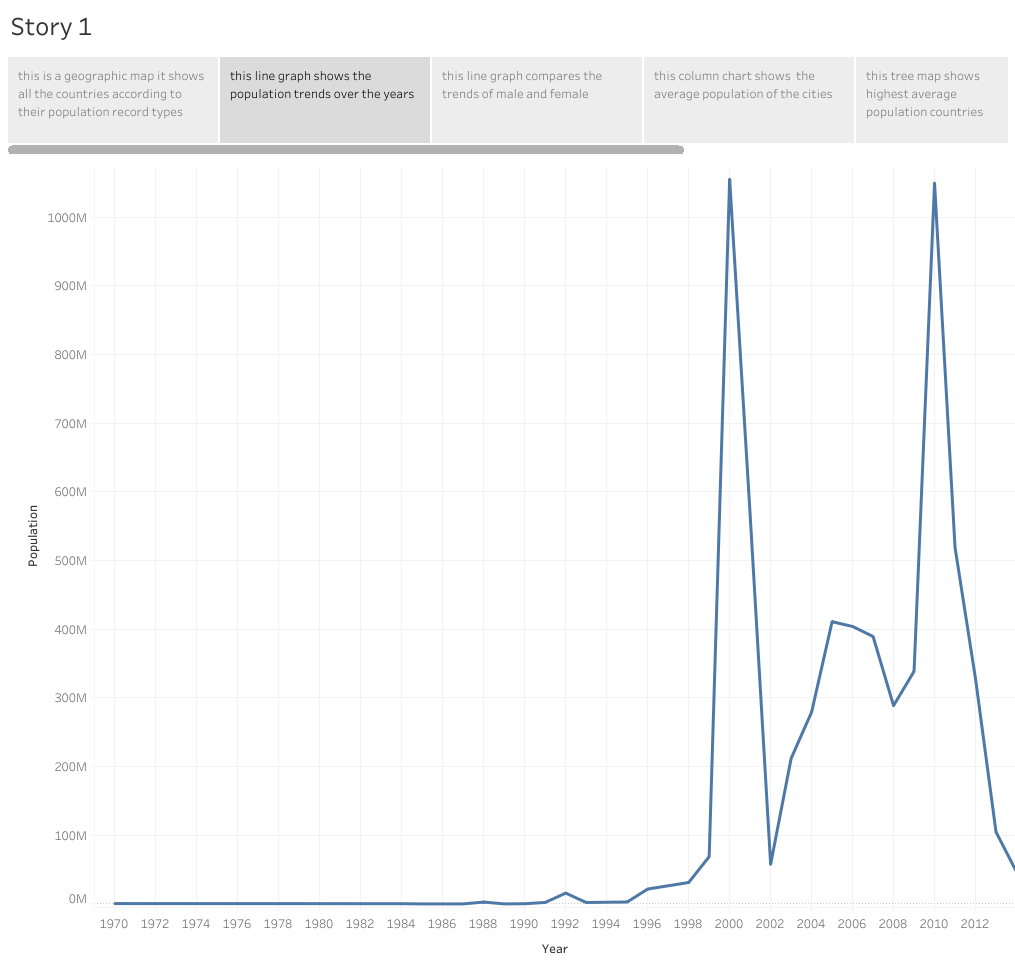 Story 1
this is a geographic map it shows
all the countries according to
their population record types
this line graph shows the
population trends over the years
this line graph compares the
trends of male and female
this column chart shows  the
average population of the cities
this tree map shows
highest average
population countries
1000M
900M
800M
700M
600M
500M
400M
300M
200M
100M
0M
Population
1970 1972 1974 1976 1978 1980 1982 1984 1986 1988 1990 1992 1994 1996 1998 2000 2002 2004 2006 2008 2010 2012
Year